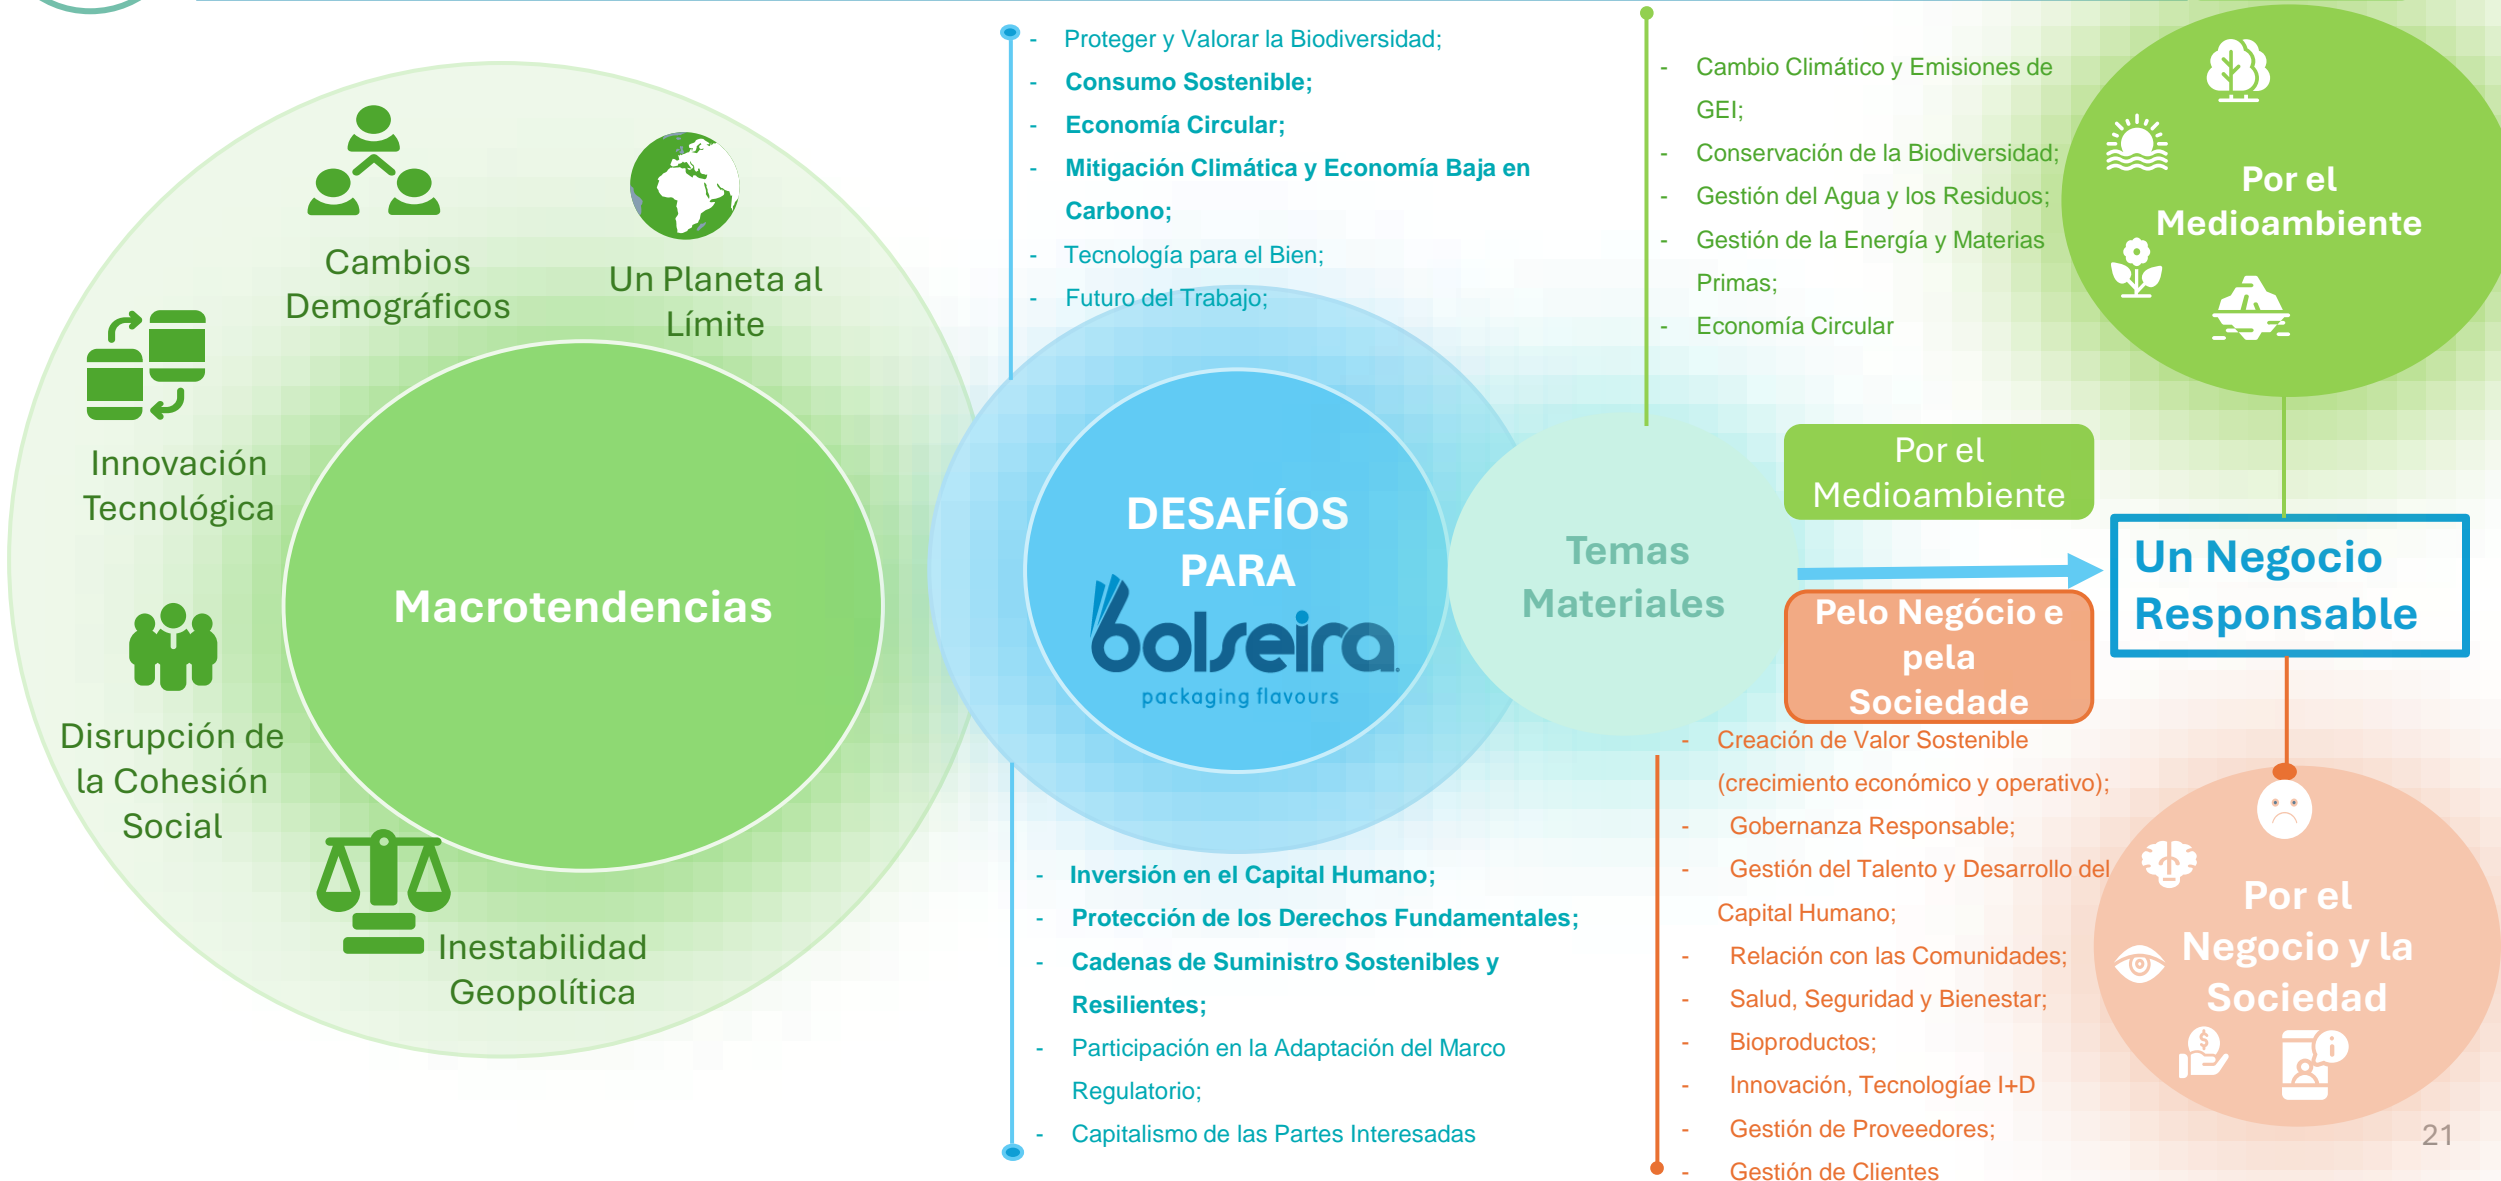 Cambios
Demográficos
Un Planeta al
Límite
Innovación
Tecnológica
Macrotendencias
Disrupción de
la Cohesión
Social
Inestabilidad
Geopolítica
- Proteger y Valorar la Biodiversidad;
- Consumo Sostenible;
- Economía Circular;
- Mitigación Climática y Economía Baja en
Carbono;
- Tecnología para el Bien;
- Futuro del Trabajo;
DESAFÍOS
PARA
bolseira
packaging flavours
- Inversión en el Capital Humano;
- Protección de los Derechos Fundamentales;
- Cadenas de Suministro Sostenibles y
Resilientes;
- Participación en la Adaptación del Marco
Regulatorio;
- Capitalismo de las Partes Interesadas
- Cambio Climático y Emisiones de
GEI;
- Conservación de la Biodiversidad;
- Gestión del Agua y los Residuos;
- Gestión de la Energía y Materias
Primas;
- Economía Circular
Temas
Materiales
Por el
Medioambiente
Pelo Negócio e
pela
Sociedade
- Creación de Valor Sostenible
(crecimiento económico y operativo);
- Gobernanza Responsable;
- Gestión del Talento y Desarrollo del
Capital Humano;
- Relación con las Comunidades;
- Salud, Seguridad y Bienestar;
- Bioproductos;
- Innovación, Tecnologíae I+D
- Gestión de Proveedores;
- Gestión de Clientes
Por el
Medioambiente
Un Negocio
Responsable
Por el
Negocio y la
Sociedad
21